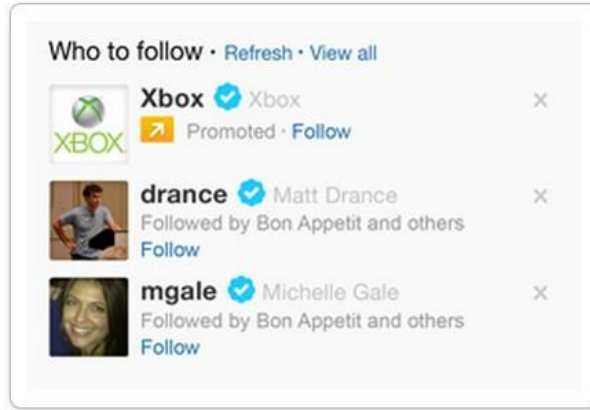 Who to follow · Refresh · View all
XBOX
Xbox Xbox
Promoted · Follow
drance Matt Drance
Followed by Bon Appetit and others
Follow
mgale Michelle Gale
Followed by Bon Appetit and others
Follow